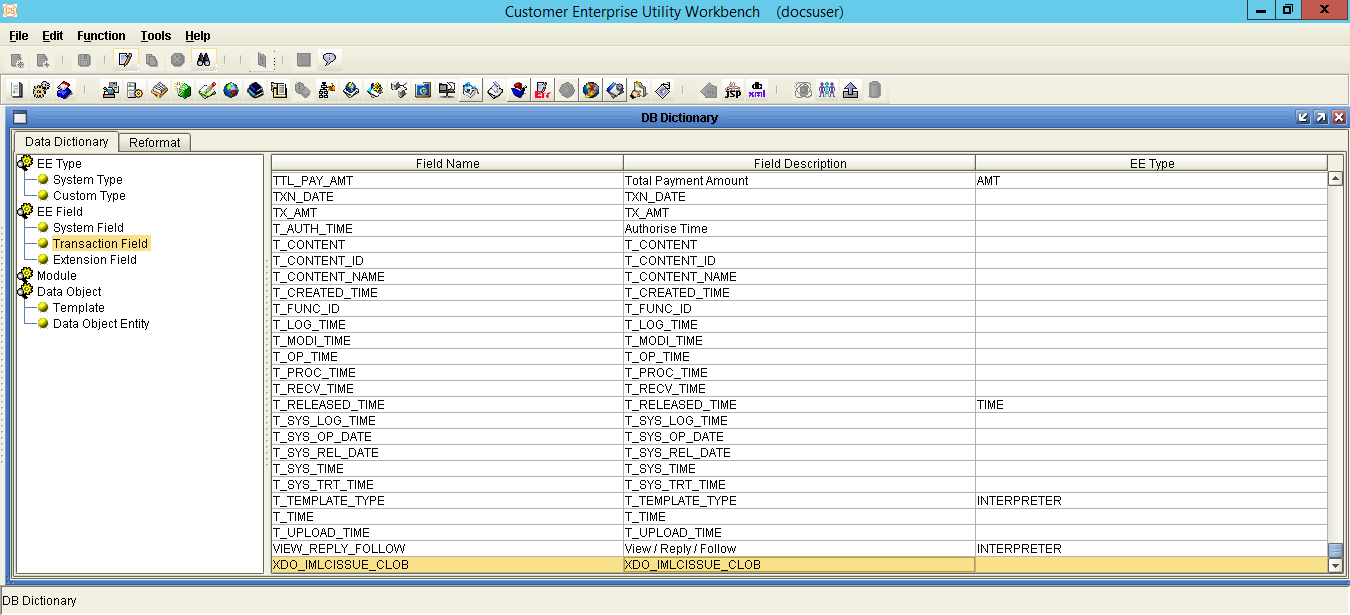 Customer Enterprise Utility Workbench (docsuser)
File Edit Function Tools Help
DB Dictionary
Data Dictionary Reformat
EE Type
System Type
Custom Type
EE Field
System Field
Transaction Field
Extension Field
Module
Data Object
Template
Data Object Entity
Field Name Field Description EE Type
TTL_PAY_AMT Total Payment Amount AMT
TXN_DATE TXN_DATE
TX_AMT TX_AMT
T_AUTH_TIME Authorise Time
T_CONTENT T_CONTENT
T_CONTENT_ID T_CONTENT_ID
T_CONTENT_NAME T_CONTENT_NAME
T_CREATED_TIME T_CREATED_TIME
T_FUNC_ID T_FUNC_ID
T_LOG_TIME T_LOG_TIME
T_MODI_TIME T_MODI_TIME
T_OP_TIME T_OP_TIME
T_PROC_TIME T_PROC_TIME
T_RECV_TIME T_RECV_TIME
T_RELEASED_TIME T_RELEASED_TIME TIME
T_SYS_LOG_TIME T_SYS_LOG_TIME
T_SYS_OP_DATE T_SYS_OP_DATE
T_SYS_REL_DATE T_SYS_REL_DATE
T_SYS_TIME T_SYS_TIME
T_SYS_TRT_TIME T_SYS_TRT_TIME
T_TEMPLATE_TYPE T_TEMPLATE_TYPE INTERPRETER
T_TIME T_TIME
T_UPLOAD_TIME T_UPLOAD_TIME
VIEW_REPLY_FOLLOW View / Reply / Follow INTERPRETER
XDO_IMLCISSUE_CLOB XDO_IMLCISSUE_CLOB
DB Dictionary